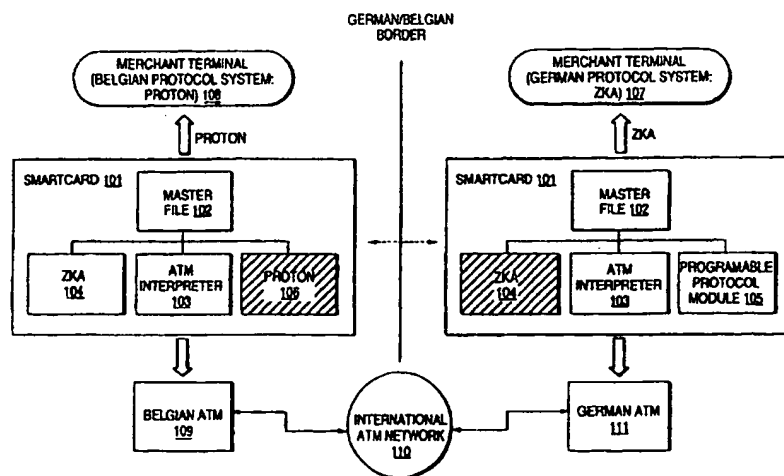 GERMAN/BELGIAN
BORDER
MERCHANT TERMINAL
(BELGIAN PROTOCOL SYSTEM:
PROTON) 108
MERCHANT TERMINAL
(GERMAN PROTOCOL SYSTEM:
ZKA) 107
PROTON
ZKA
SMARTCARD 101
MASTER
FILE 102
ZKA
104
ATM
INTERPRETER
103
PROTON
106
SMARTCARD 101
MASTER
FILE 102
ZKA
104
ATM
INTERPRETER
103
PROGRAMABLE
PROTOCOL
MODULE 105
BELGIAN ATM
109
INTERNATIONAL
ATM NETWORK
110
GERMAN ATM
111